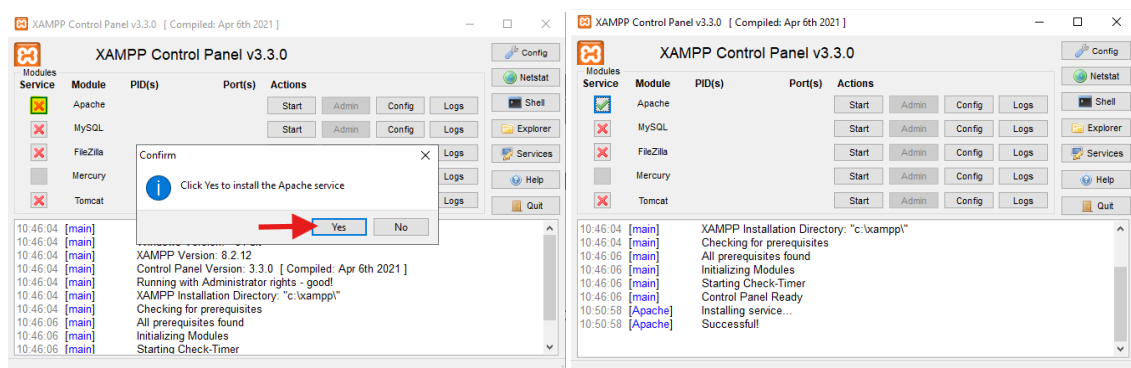 XAMPP Control Panel v3.3.0 [ Compiled: Apr 6th 2021 ]
XAMPP Control Panel v3.3.0
Config
Modules
Service Module PID(s) Port(s) Actions
Netstat
Apache Start Admin Config Logs
Shell
MySQL Start Admin Config Logs
Explorer
FileZilla Logs
Services
Mercury Logs
Help
Tomcat Logs
Quit
Confirm
Click Yes to install the Apache service
Yes No
10:46:04 [main]
10:46:04 [main]
10:46:04 [main] XAMPP Version: 8.2.12
10:46:04 [main] Control Panel Version: 3.3.0 [ Compiled: Apr 6th 2021 ]
10:46:04 [main] Running with Administrator rights - good!
10:46:04 [main] XAMPP Installation Directory: "c:\xampp\"
10:46:04 [main] Checking for prerequisites
10:46:06 [main] All prerequisites found
10:46:06 [main] Initializing Modules
10:46:06 [main] Starting Check-Timer
XAMPP Control Panel v3.3.0 [ Compiled: Apr 6th 2021 ]
XAMPP Control Panel v3.3.0
Config
Modules
Service Module PID(s) Port(s) Actions
Netstat
Apache Start Admin Config Logs
Shell
MySQL Start Admin Config Logs
Explorer
FileZilla Start Admin Config Logs
Services
Mercury Start Admin Config Logs
Help
Tomcat Start Admin Config Logs
Quit
10:46:04 [main] XAMPP Installation Directory: "c:\xampp\"
10:46:04 [main] Checking for prerequisites
10:46:06 [main] All prerequisites found
10:46:06 [main] Initializing Modules
10:46:06 [main] Starting Check-Timer
10:46:06 [main] Control Panel Ready
10:50:58 [Apache] Installing service...
10:50:58 [Apache] Successful!